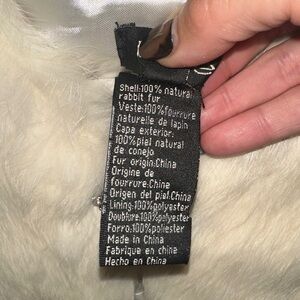 Shell:100% natural
rabbit fur
Veste:100%fourrure
naturelle de lapin
Capa exterior:
100%piel natural
de conejo
Fur origin:China
Origine de
fourrure:China
Origen del piel:China
Lining:100%polyester
Doublure:100%polyester
Forro:100%poliester
Made in China
Fabrique en chine
Hecho en China